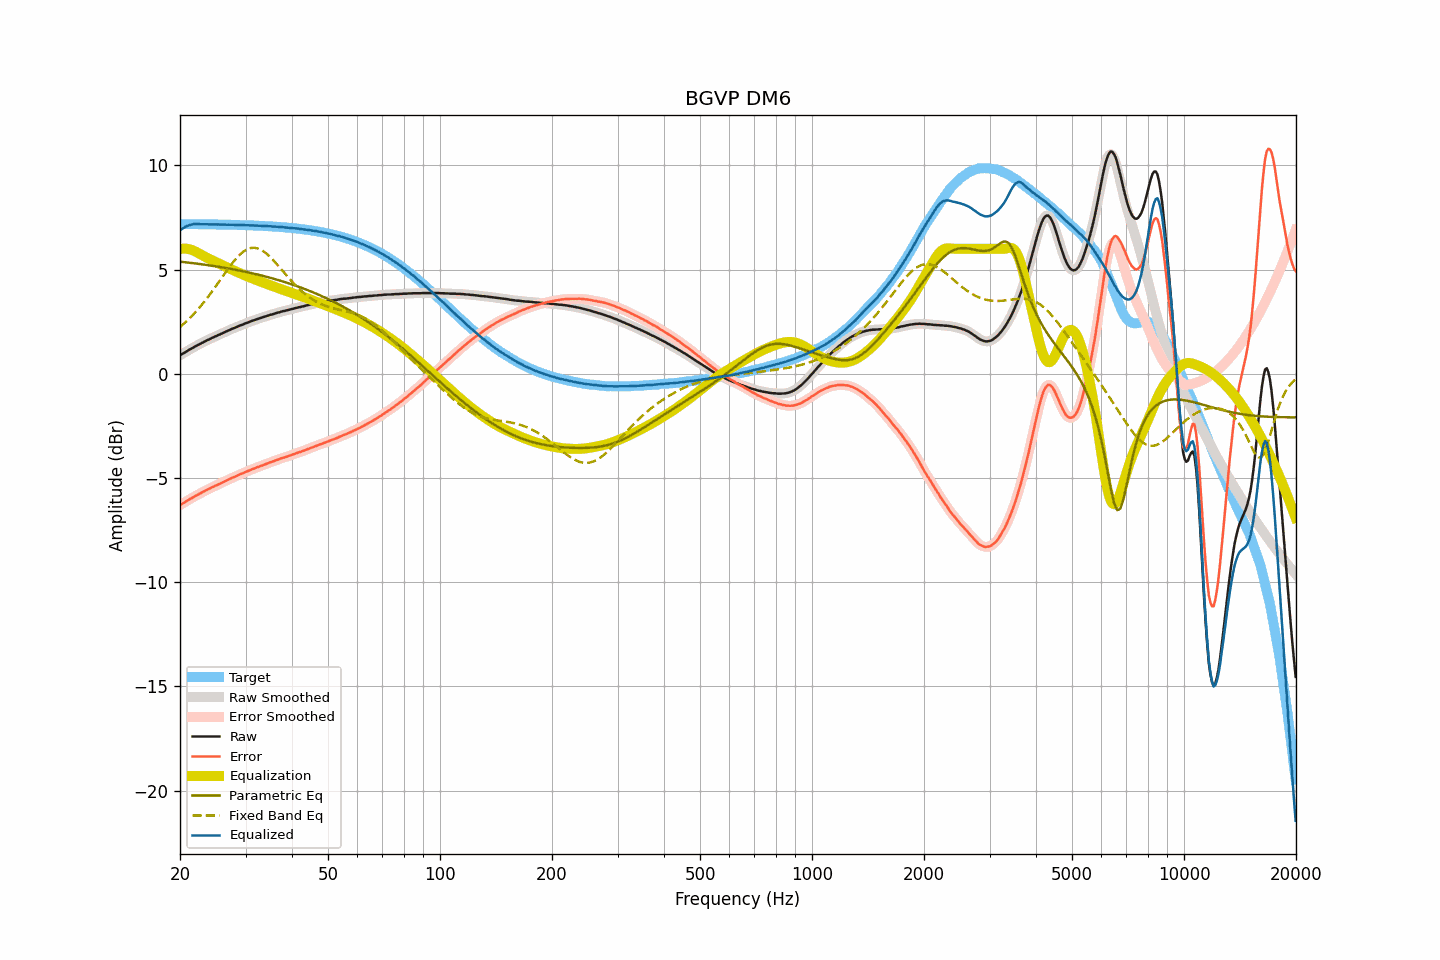 BGVP DM6
10
5
0
−5
−10
−15
−20
Amplitude (dBr)
Target
Raw Smoothed
Error Smoothed
Raw
Error
Equalization
Parametric Eq
Fixed Band Eq
Equalized
20 50 100 200 500 1000 2000 5000 10000 20000
Frequency (Hz)